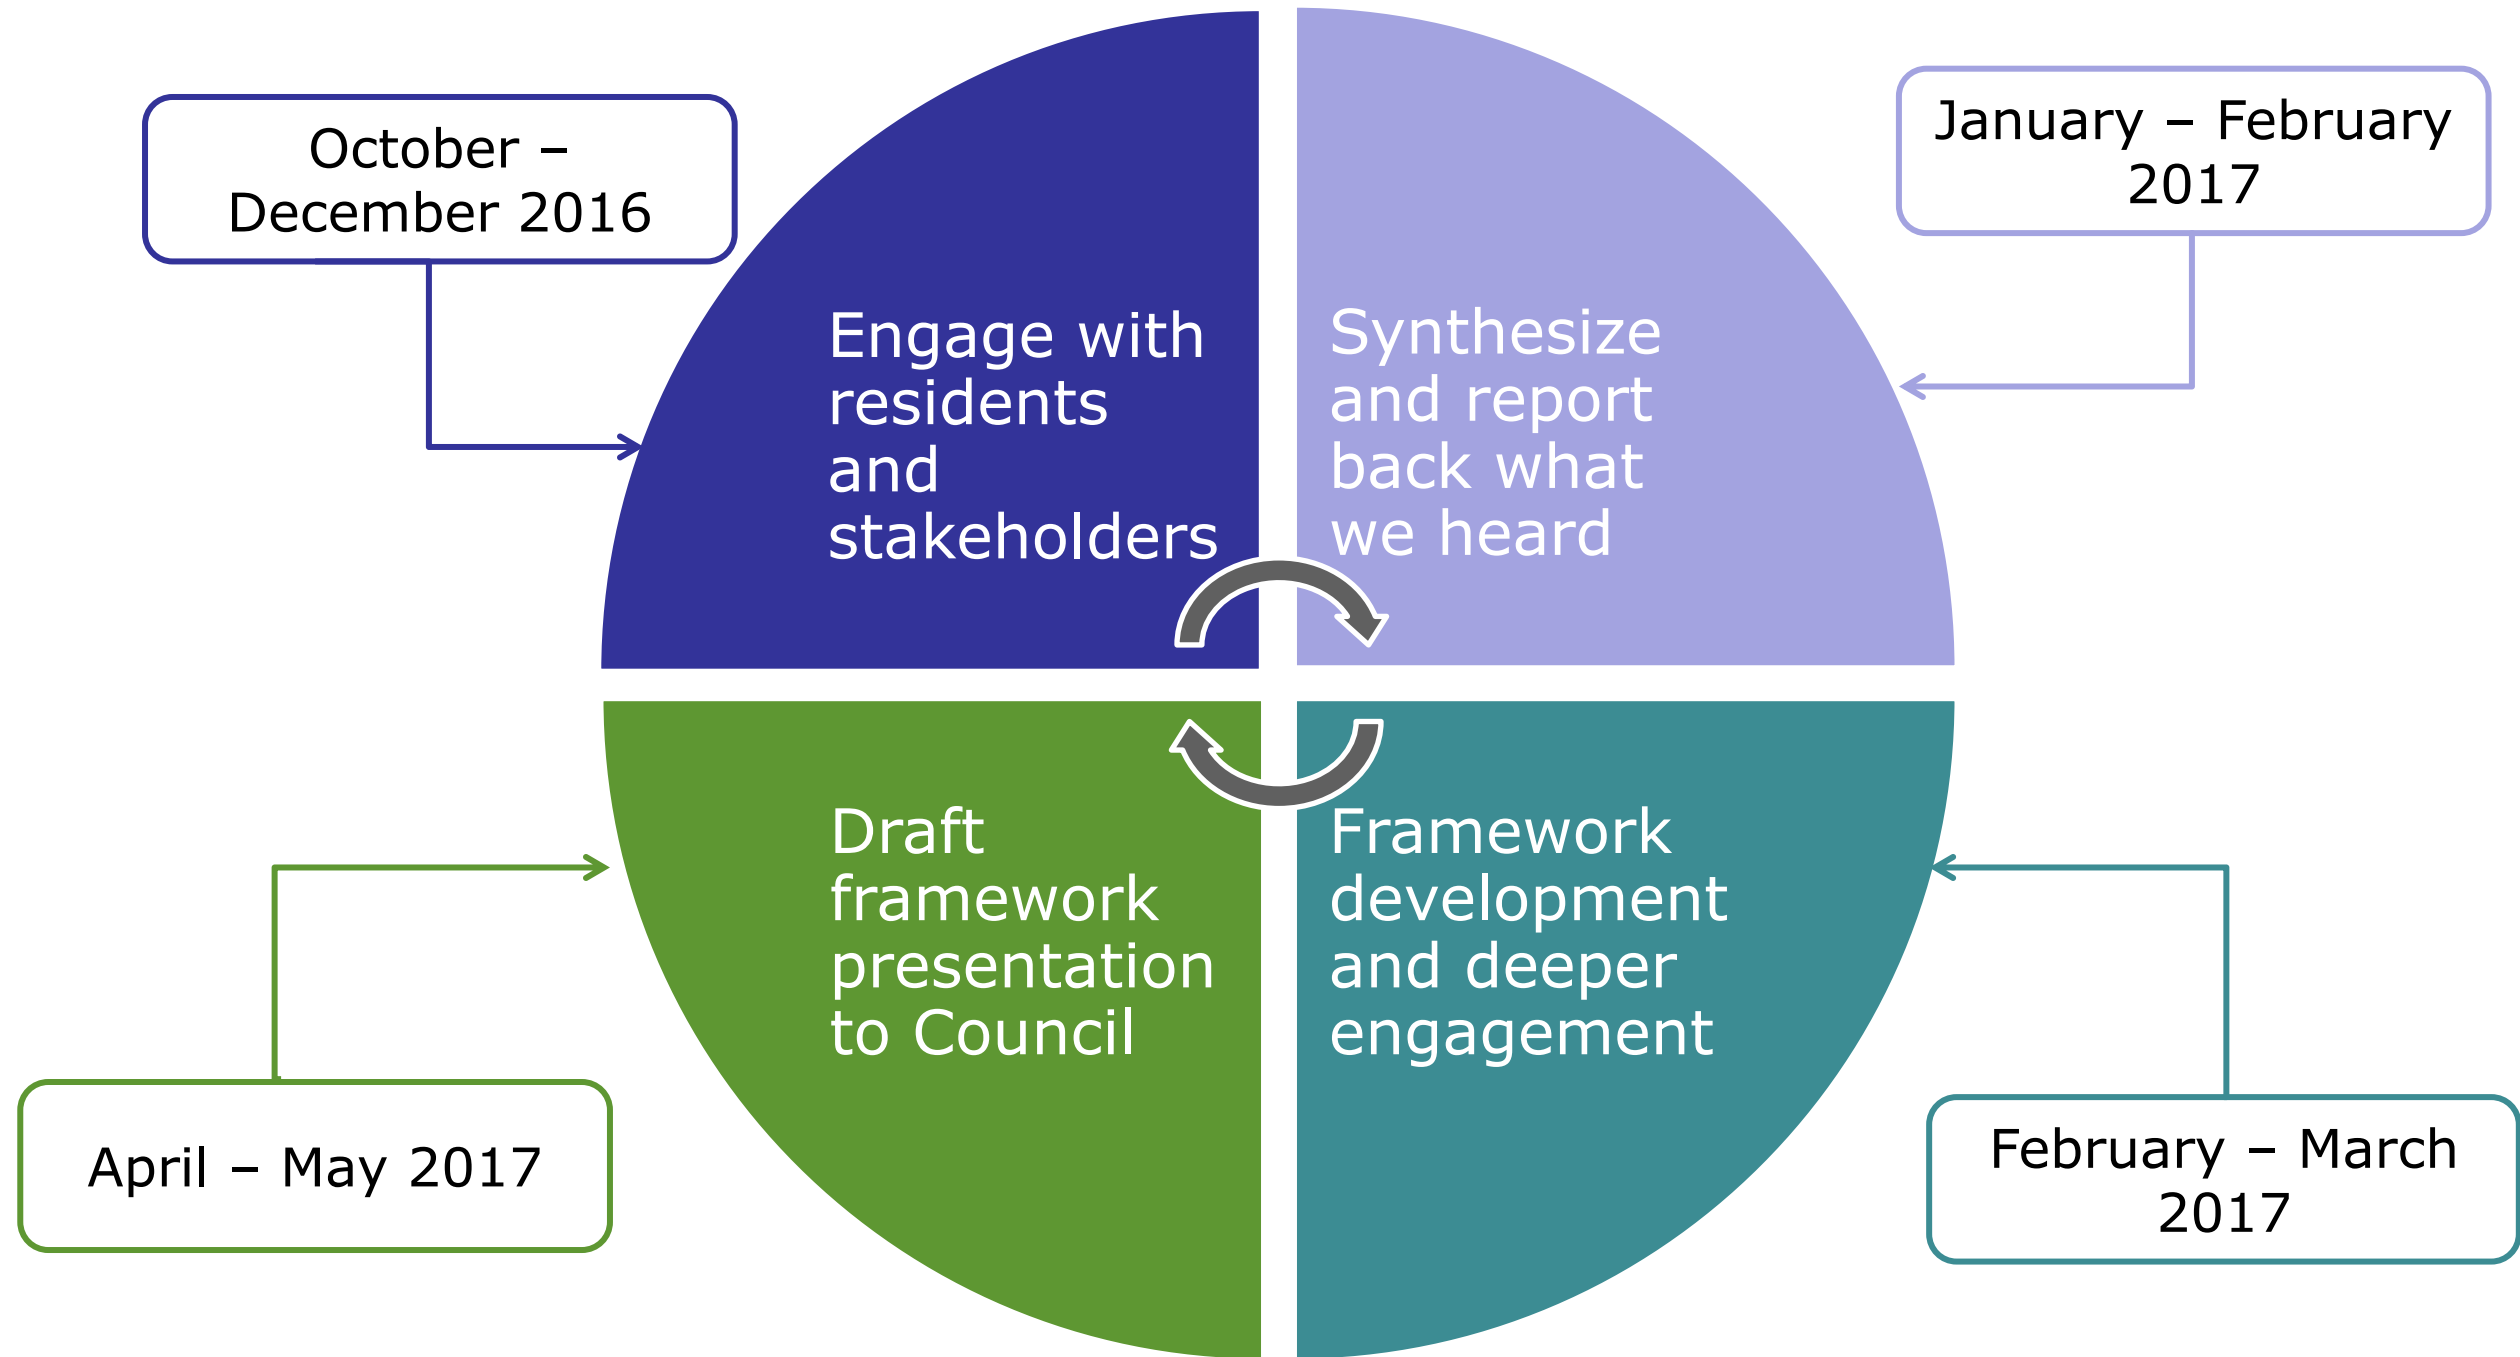 October –
December 2016
January – February
2017
Engage with
residents
and
stakeholders
Synthesize
and report
back what
we heard
Draft
framework
presentation
to Council
Framework
development
and deeper
engagement
April – May 2017
February – March
2017